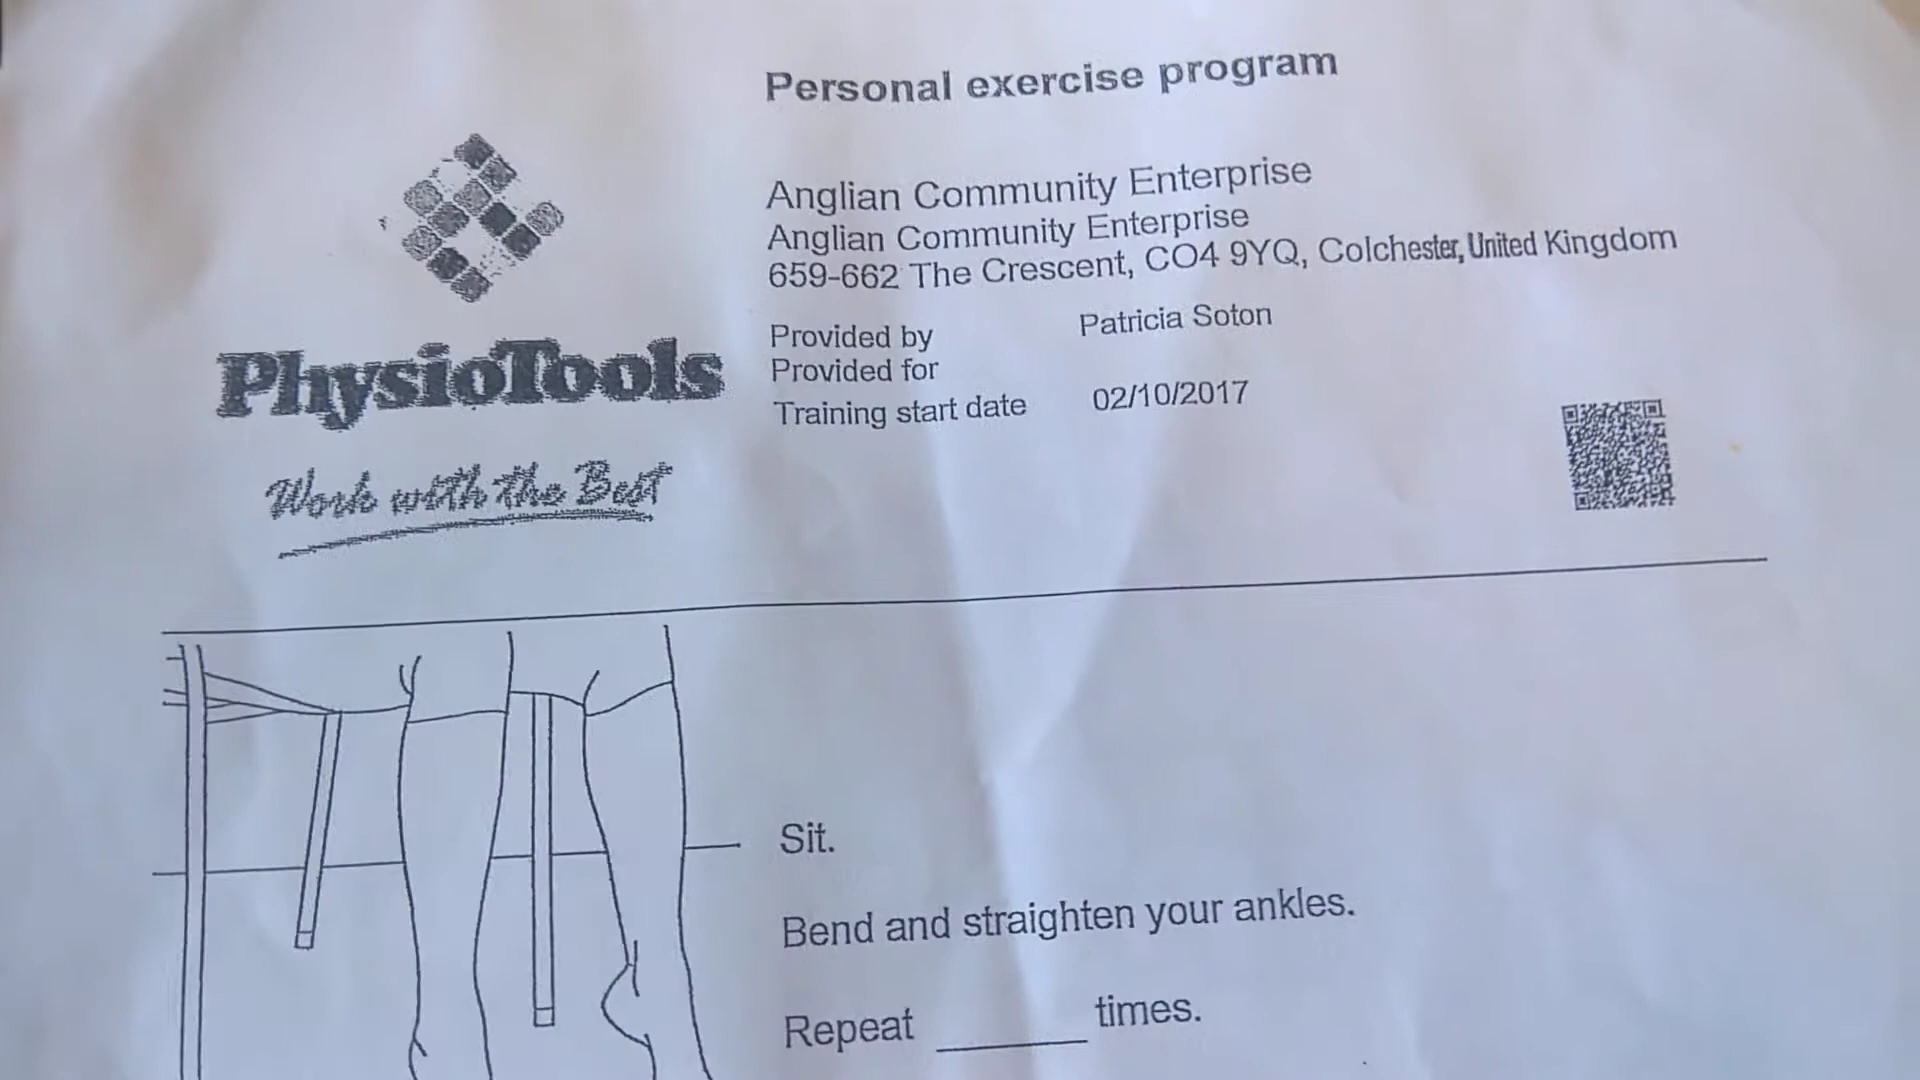 Personal exercise program
Anglian Community Enterprise
Anglian Community Enterprise
659-662 The Crescent, CO4 9YQ, Colchester, United Kingdom
Provided by Patricia Soton
Provided for
Training start date 02/10/2017
PhysioTools
Work with the Best
Sit.
Bend and straighten your ankles.
Repeat ______ times.